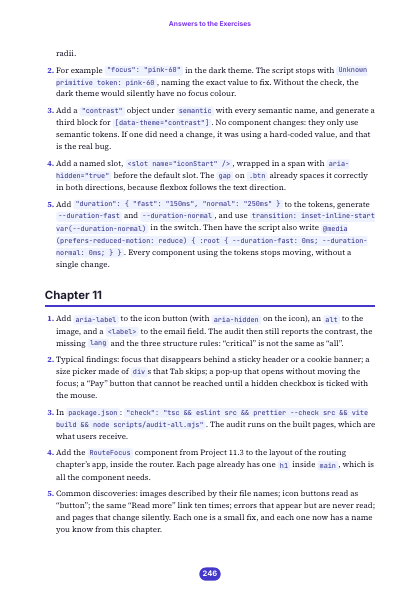 Answers to the Exercises
radii.
2. For example "focus": "pink-60" in the dark theme. The script stops with Unknown
primitive token: pink-60, naming the exact value to fix. Without the check, the
dark theme would silently have no focus colour.
3. Add a "contrast" object under semantic with every semantic name, and generate a
third block for [data-theme="contrast"]. No component changes: they only use
semantic tokens. If one did need a change, it was using a hard-coded value, and that
is the real bug.
4. Add a named slot, <slot name="iconStart" />, wrapped in a span with aria-
hidden="true" before the default slot. The gap on .btn already spaces it correctly
in both directions, because flexbox follows the text direction.
5. Add "duration": { "fast": "150ms", "normal": "250ms" } to the tokens, generate
--duration-fast and --duration-normal, and use transition: inset-inline-start
var(--duration-normal) in the switch. Then have the script also write @media
(prefers-reduced-motion: reduce) { :root { --duration-fast: 0ms; --duration-
normal: 0ms; } }. Every component using the tokens stops moving, without a
single change.
Chapter 11
1. Add aria-label to the icon button (with aria-hidden on the icon), an alt to the
image, and a <label> to the email field. The audit then still reports the contrast, the
missing lang and the three structure rules: “critical” is not the same as “all”.
2. Typical findings: focus that disappears behind a sticky header or a cookie banner; a
size picker made of div s that Tab skips; a pop-up that opens without moving the
focus; a “Pay” button that cannot be reached until a hidden checkbox is ticked with
the mouse.
3. In package.json: "check": "tsc && eslint src && prettier --check src && vite
build && node scripts/audit-all.mjs". The audit runs on the built pages, which are
what users receive.
4. Add the RouteFocus component from Project 11.3 to the layout of the routing
chapter’s app, inside the router. Each page already has one h1 inside main, which is
all the component needs.
5. Common discoveries: images described by their file names; icon buttons read as
“button”; the same “Read more” link ten times; errors that appear but are never read;
and pages that change silently. Each one is a small fix, and each one now has a name
you know from this chapter.
246